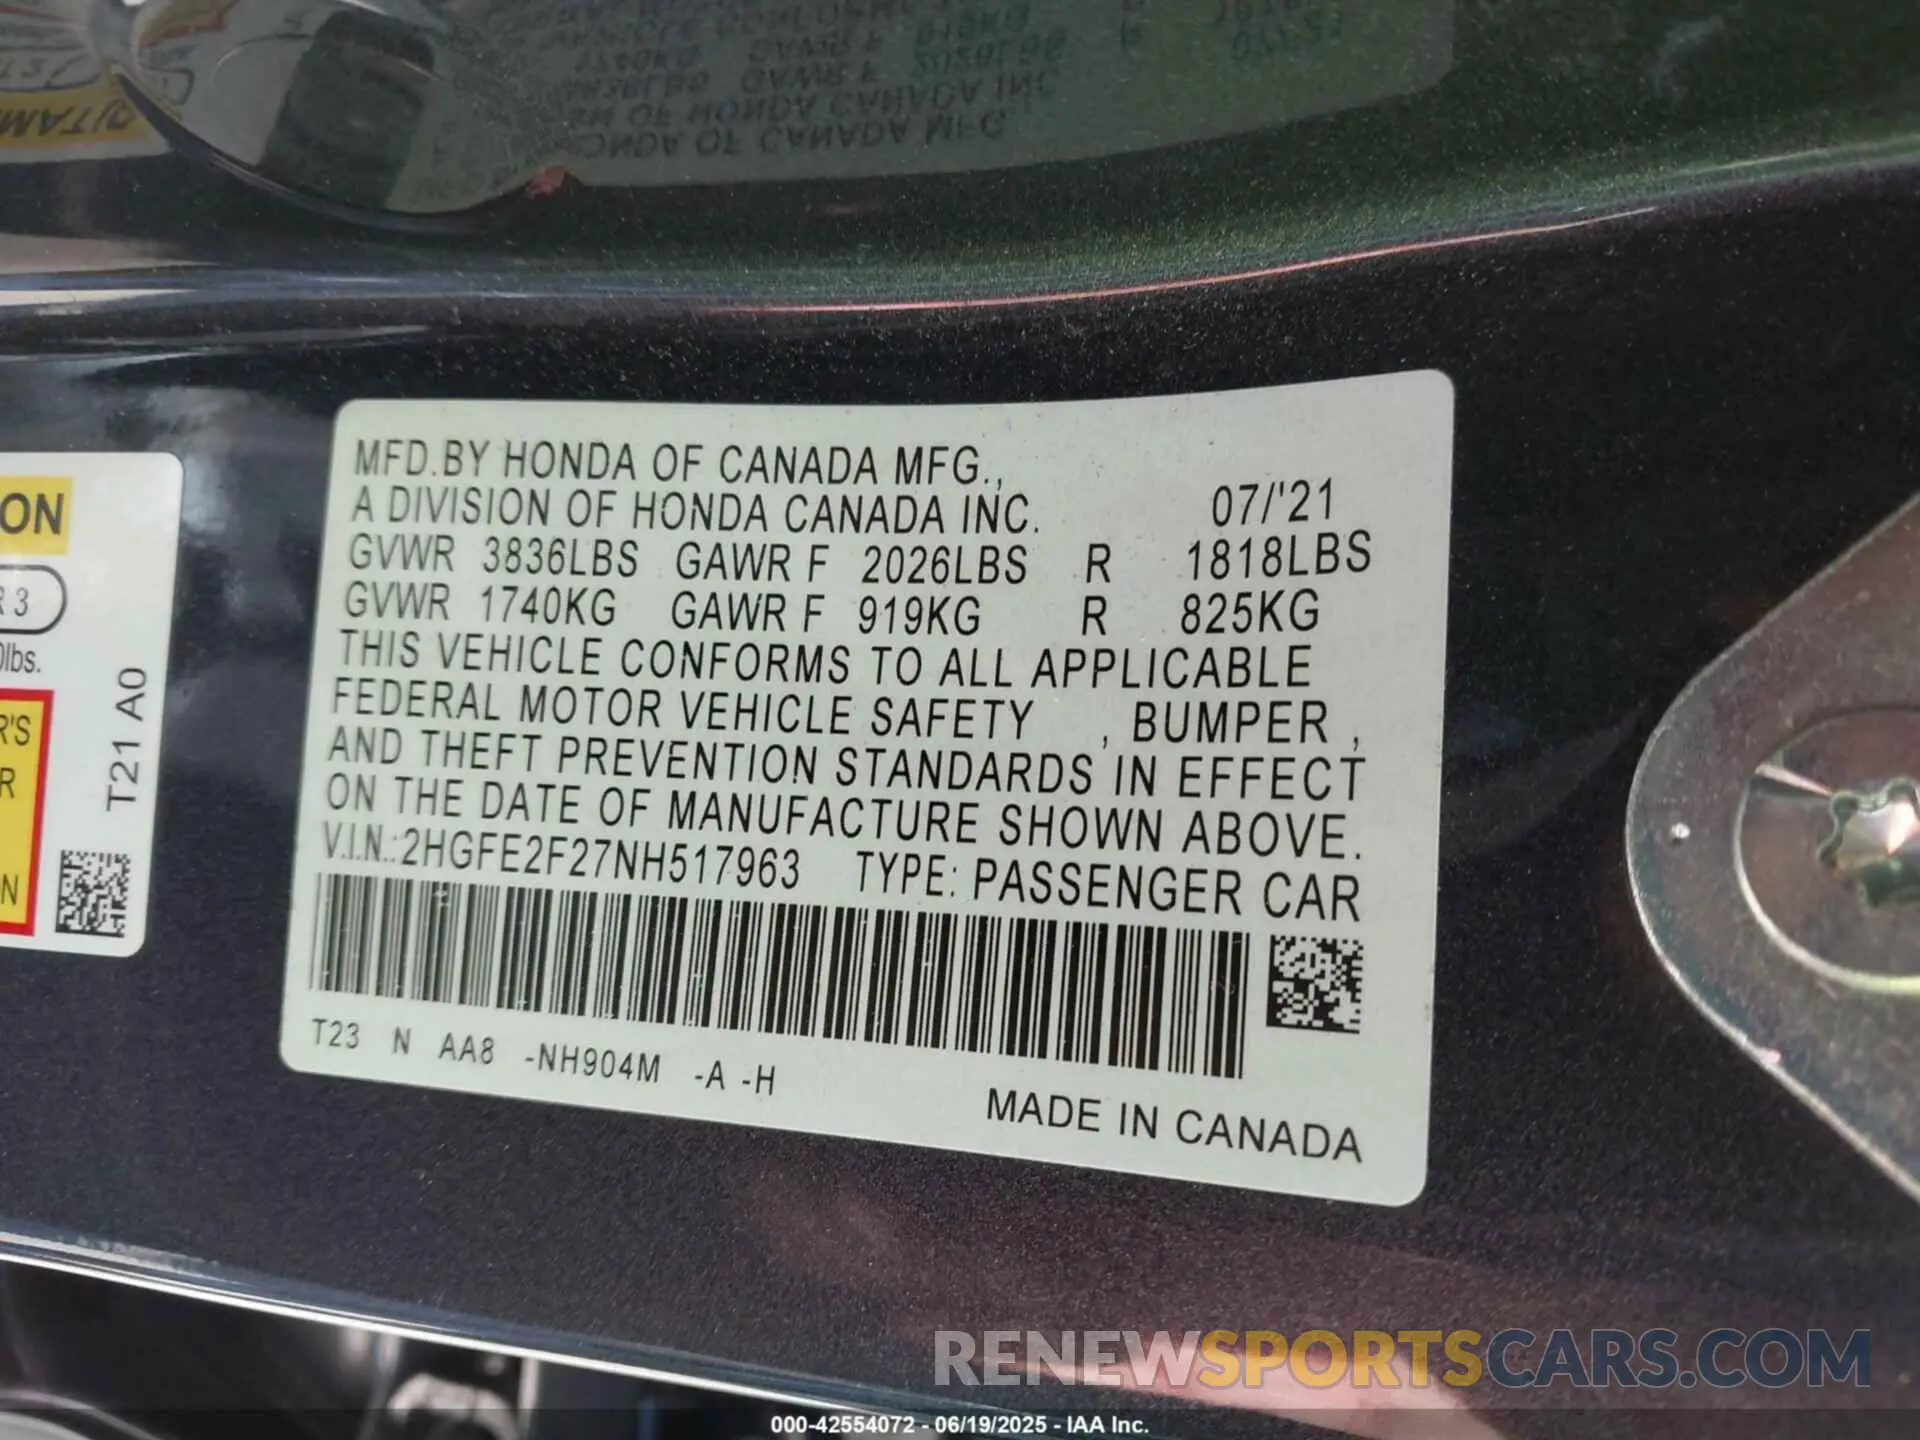 MFD.BY HONDA OF CANADA MFG.,
A DIVISION OF HONDA CANADA INC. 07/'21
GVWR 3836LBS GAWR F 2026LBS R 1818LBS
GVWR 1740KG GAWR F 919KG R 825KG
THIS VEHICLE CONFORMS TO ALL APPLICABLE
FEDERAL MOTOR VEHICLE SAFETY , BUMPER ,
AND THEFT PREVENTION STANDARDS IN EFFECT
ON THE DATE OF MANUFACTURE SHOWN ABOVE.
V.I.N.:2HGFE2F27NH517963 TYPE: PASSENGER CAR
T23 N AA8 -NH904M -A -H
MADE IN CANADA
ON
R 3
lbs.
R'S
R
N
T21 A0
RENEWSPORTSCARS.COM
000-42554072 - 06/19/2025 - IAA Inc.